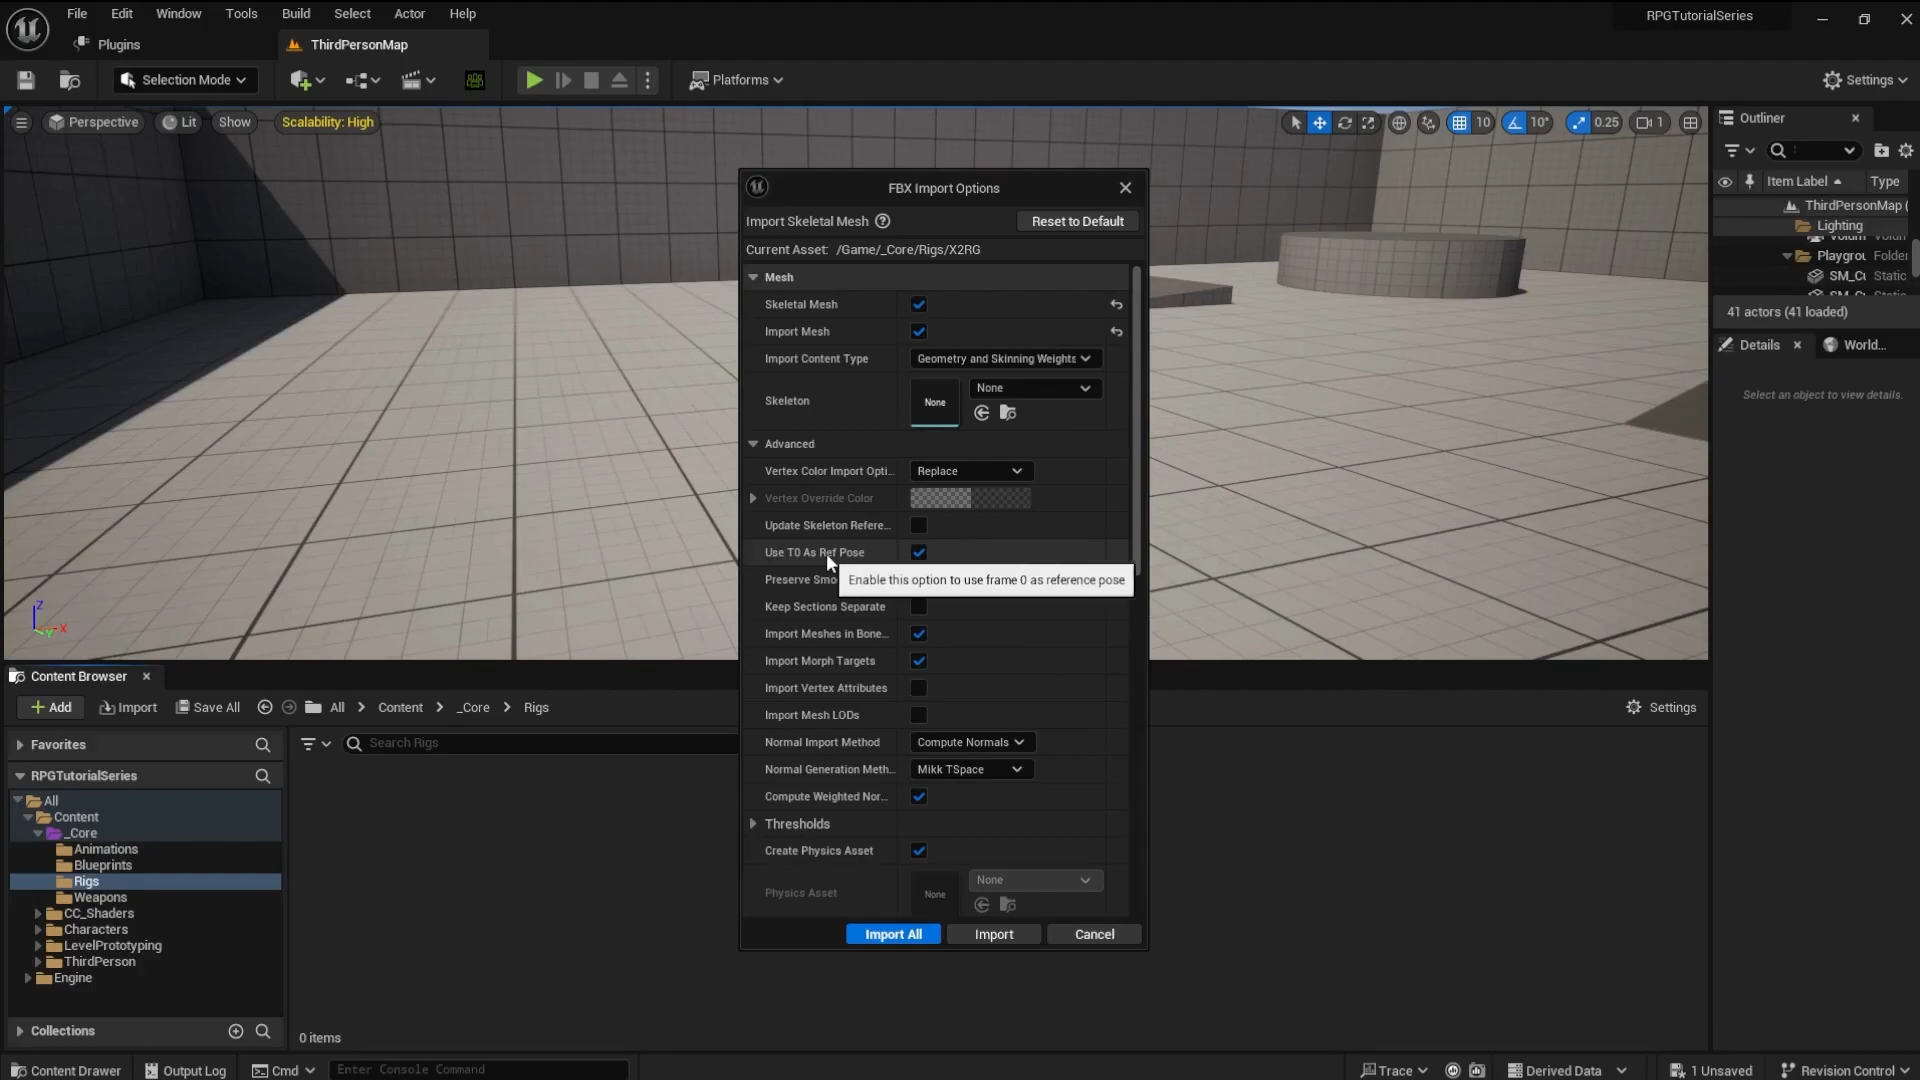 File Edit Window Tools Build Select Actor Help
RPGTutorialSeries
Plugins
ThirdPersonMap
Selection Mode
Platforms
Settings
Perspective
Lit
Show
Scalability: High
10
10°
0.25
1
Outliner
Item Label
Type
ThirdPersonMap (
Lighting
Playgrou
Folder
SM_Cu
Static
41 actors (41 loaded)
Details
World...
Select an object to view details.
FBX Import Options
Import Skeletal Mesh
Reset to Default
Current Asset: /Game/_Core/Rigs/X2RG
Mesh
Skeletal Mesh
Import Mesh
Import Content Type
Geometry and Skinning Weights
Skeleton
None
None
Advanced
Vertex Color Import Opti...
Replace
Vertex Override Color
Update Skeleton Refere...
Use T0 As Ref Pose
Preserve Smo
Enable this option to use frame 0 as reference pose
Keep Sections Separate
Import Meshes in Bone...
Import Morph Targets
Import Vertex Attributes
Import Mesh LODs
Normal Import Method
Compute Normals
Normal Generation Meth...
Mikk TSpace
Compute Weighted Nor...
Thresholds
Create Physics Asset
Physics Asset
None
None
Import All
Import
Cancel
Z
X
Y
Content Browser
Add
Import
Save All
All
Content
_Core
Rigs
Settings
Favorites
Search Rigs
RPGTutorialSeries
All
Content
_Core
Animations
Blueprints
Rigs
Weapons
CC_Shaders
Characters
LevelPrototyping
ThirdPerson
Engine
Collections
0 items
Content Drawer
Output Log
Cmd
Enter Console Command
Trace
Derived Data
1 Unsaved
Revision Control